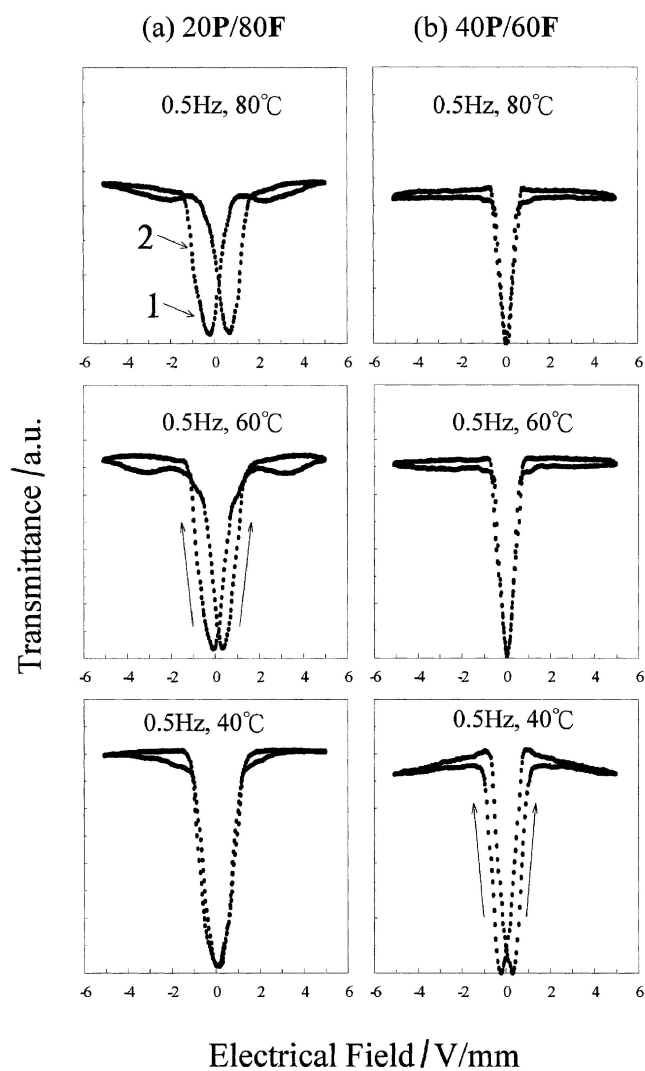 (a) 20P/80F (b) 40P/60F
0.5Hz, 80℃ 0.5Hz, 80℃
2
1
-6 -4 -2 0 2 4 6 -6 -4 -2 0 2 4 6
0.5Hz, 60℃ 0.5Hz, 60℃
-6 -4 -2 0 2 4 6 -6 -4 -2 0 2 4 6
0.5Hz, 40℃ 0.5Hz, 40℃
-6 -4 -2 0 2 4 6 -6 -4 -2 0 2 4 6
Transmittance / a.u.
Electrical Field / V/mm